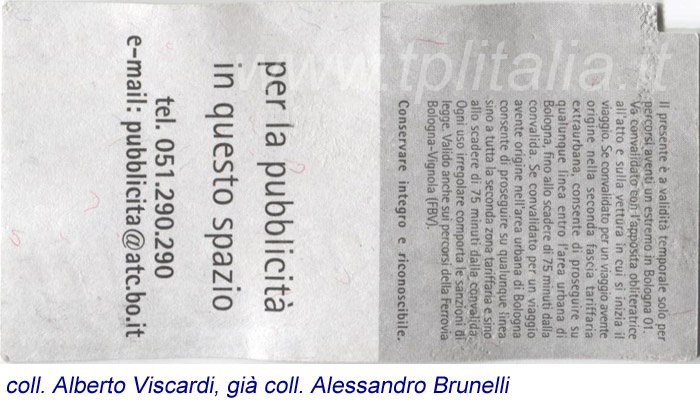 www.tplitalia.it
Il presente è a validità temporale solo per
percorsi aventi un estremo in Bologna 01.
Va convalidato con l'apposita obliteratrice
all'atto e sulla vettura in cui si inizia il
viaggio. Se convalidato per un viaggio avente
origine nella seconda fascia tariffaria
extraurbana, consente di proseguire su
qualunque linea entro l'area urbana di
Bologna, fino allo scadere di 75 minuti dalla
convalida. Se convalidato per un viaggio
avente origine nell'area urbana di Bologna
consente di proseguire su qualunque linea
sino a tutta la seconda zona tariffaria e sino
allo scadere di 75 minuti dalla convalida.
Ogni uso irregolare comporta le sanzioni di
legge. Valido anche sui percorsi della Ferrovia
Bologna-Vignola (FBV).
Conservare integro e riconoscibile.
per la pubblicità
in questo spazio
tel. 051.290.290
e-mail: pubblicita@atc.bo.it
coll. Alberto Viscardi, già coll. Alessandro Brunelli